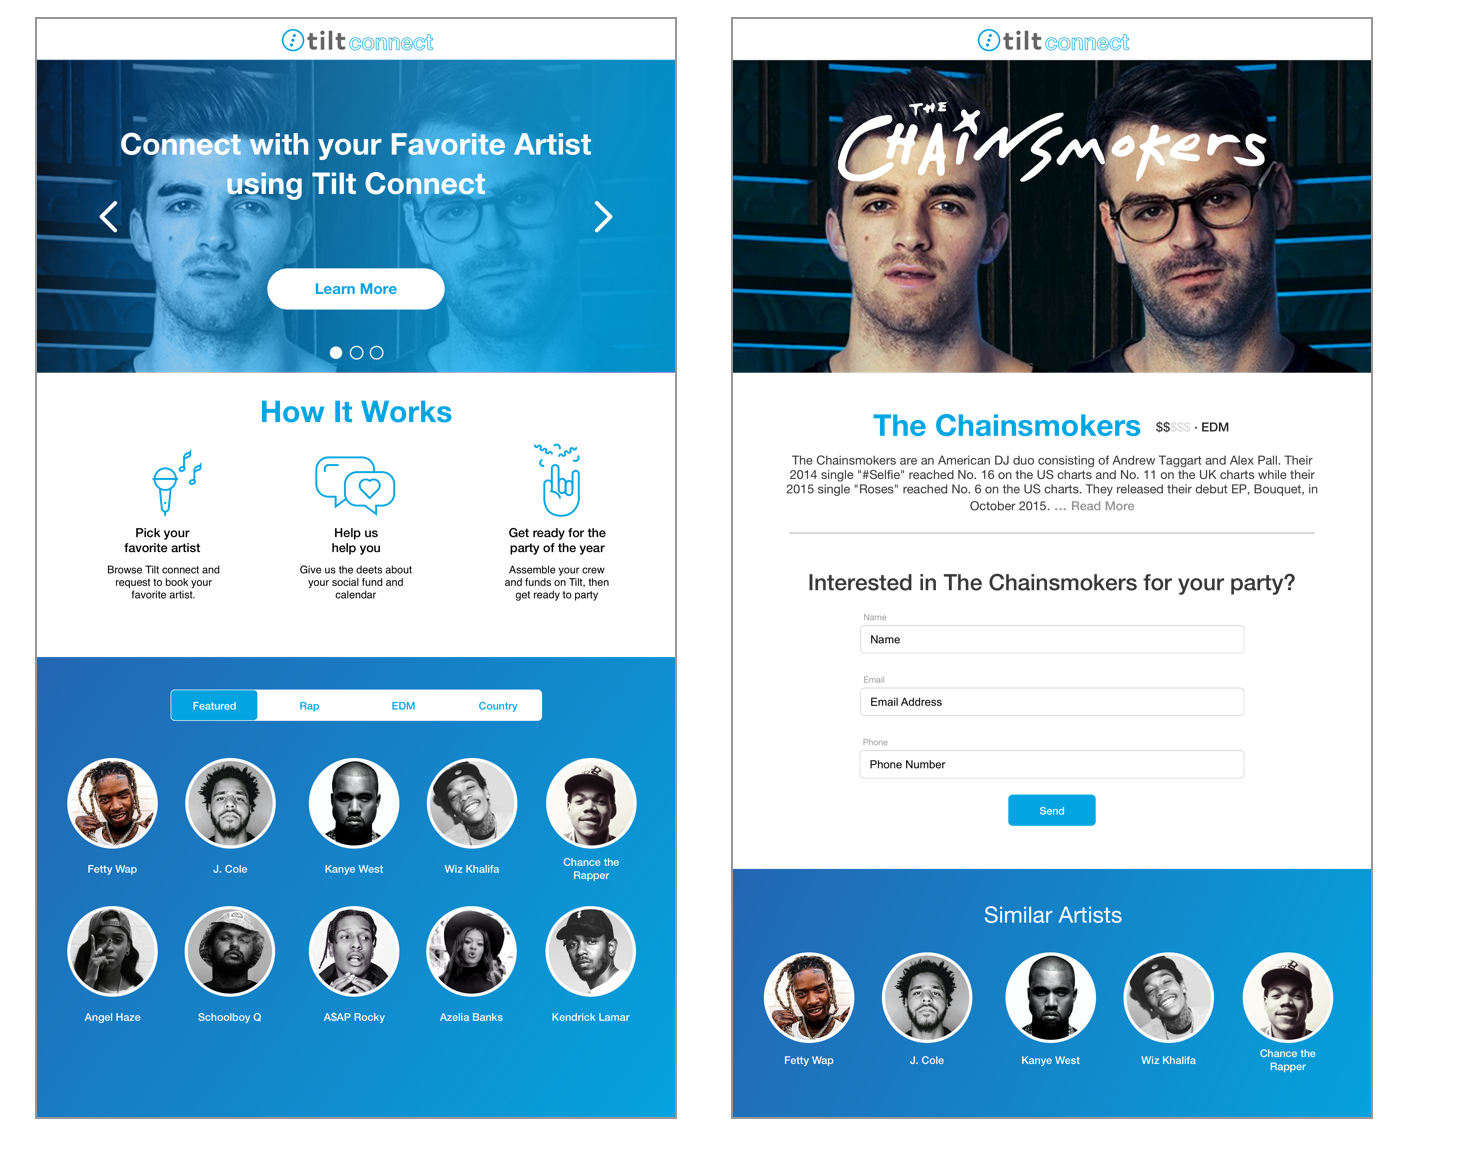 tilt connect
Connect with your Favorite Artist
using Tilt Connect
Learn More
How It Works
Pick your
favorite artist
Browse Tilt connect and
request to book your
favorite artist.
Help us
help you
Give us the deets about
your social fund and
calendar
Get ready for the
party of the year
Assemble your crew
and funds on Tilt, then
get ready to party
Featured Rap EDM Country
Fetty Wap J. Cole Kanye West Wiz Khalifa Chance the
Rapper
Angel Haze Schoolboy Q A$AP Rocky Azelia Banks Kendrick Lamar
tilt connect
THE
CHAiNSmokers
The Chainsmokers $$$$$ · EDM
The Chainsmokers are an American DJ duo consisting of Andrew Taggart and Alex Pall. Their
2014 single "#Selfie" reached No. 16 on the US charts and No. 11 on the UK charts while their
2015 single "Roses" reached No. 6 on the US charts. They released their debut EP, Bouquet, in
October 2015. ... Read More
Interested in The Chainsmokers for your party?
Name
Name
Email
Email Address
Phone
Phone Number
Send
Similar Artists
Fetty Wap J. Cole Kanye West Wiz Khalifa Chance the
Rapper